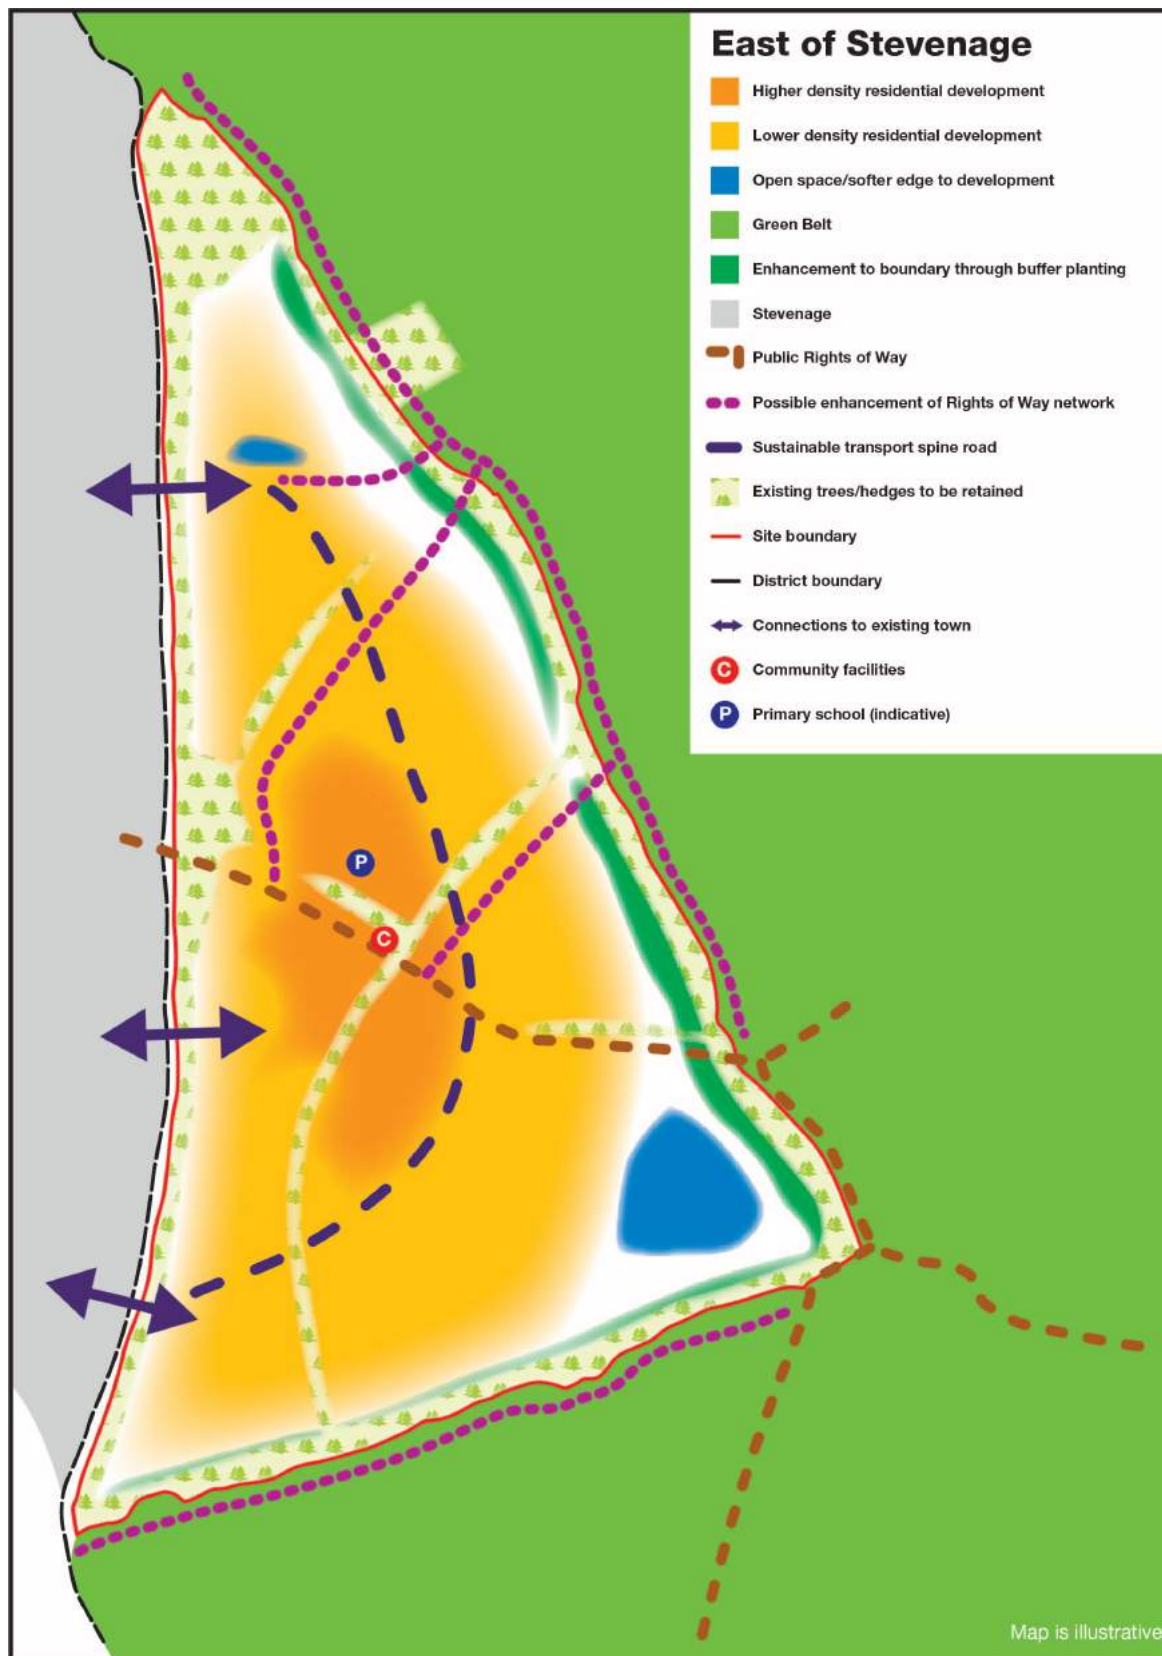 East of Stevenage
Higher density residential development
Lower density residential development
Open space/softer edge to development
Green Belt
Enhancement to boundary through buffer planting
Stevenage
Public Rights of Way
Possible enhancement of Rights of Way network
Sustainable transport spine road
Existing trees/hedges to be retained
Site boundary
District boundary
Connections to existing town
C Community facilities
P Primary school (indicative)
P
C
Map is illustrative